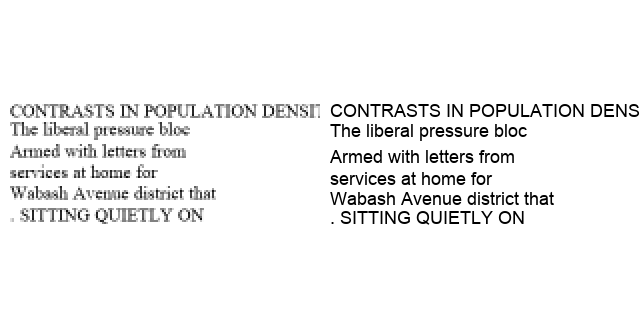 CONTRASTS IN POPULATION
The liberal pressure bloc
Armed with letters from
services at home for
Wabash Avenue district that
. SITTING QUIETLY ON
CONTRASTS IN POPULATION DENS
The liberal pressure bloc
Armed with letters from
services at home for
Wabash Avenue district that
. SITTING QUIETLY ON